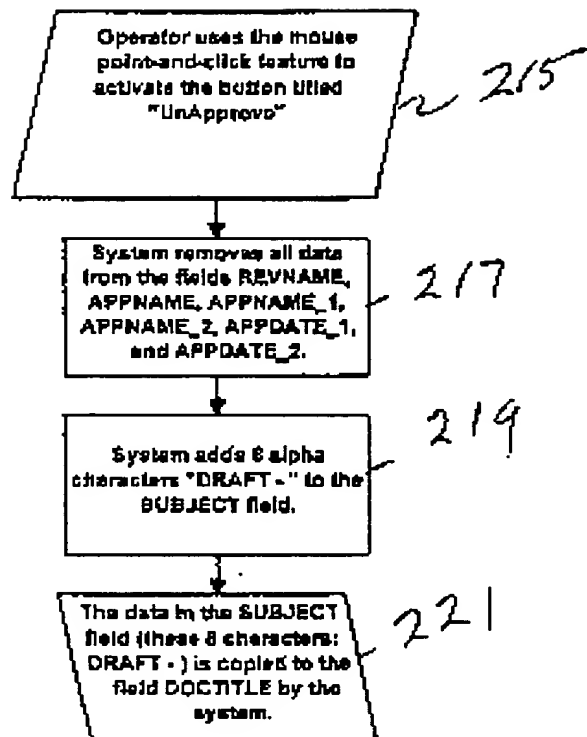 Operator uses the mouse
point-and-click feature to
activate the button titled
"UnApprove"
215
System removes all data
from the fields REVNAME,
APPNAME, APPNAME_1,
APPNAME_2, APPDATE_1,
and APPDATE_2.
217
System adds 8 alpha
characters "DRAFT - " to the
SUBJECT field.
219
The data in the SUBJECT
field (these 8 characters:
DRAFT - ) is copied to the
field DOCTITLE by the
system.
221